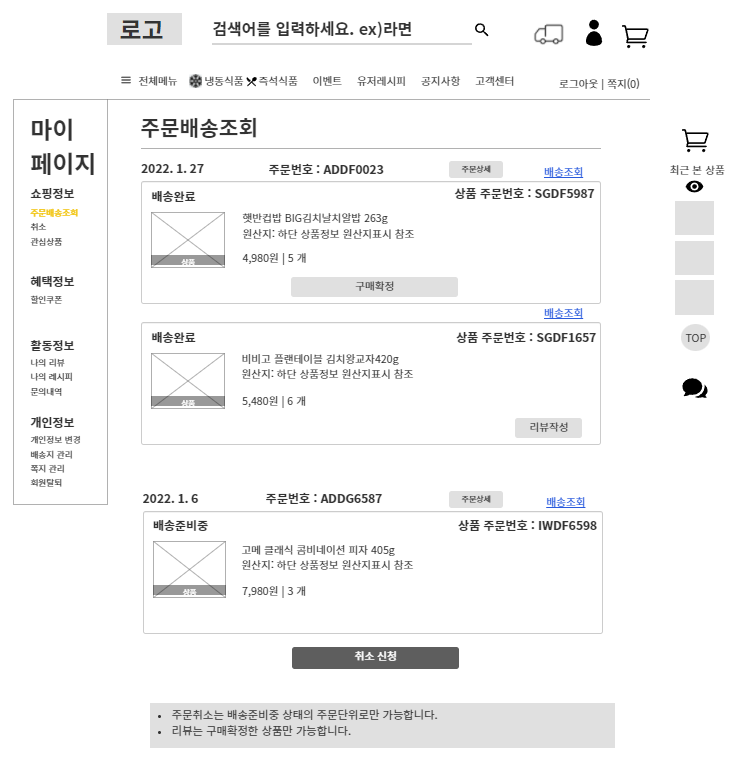 로고
검색어를 입력하세요. ex)라면
전체메뉴 냉동식품 즉석식품 이벤트 유저레시피 공지사항 고객센터 로그아웃 | 쪽지(0)
마이
페이지
쇼핑정보
주문배송조회
취소
관심상품
혜택정보
할인쿠폰
활동정보
나의 리뷰
나의 레시피
문의내역
개인정보
개인정보 변경
배송지 관리
쪽지 관리
회원탈퇴
주문배송조회
2022. 1. 27 주문번호 : ADDF0023 주문상세 배송조회
배송완료 상품 주문번호 : SGDF5987
햇반컵밥 BIG김치날치알밥 263g
원산지: 하단 상품정보 원산지표시 참조
상품
4,980원 | 5 개
구매확정
배송조회
배송완료 상품 주문번호 : SGDF1657
비비고 플랜테이블 김치왕교자420g
원산지: 하단 상품정보 원산지표시 참조
상품
5,480원 | 6 개
리뷰작성
2022. 1. 6 주문번호 : ADDG6587 주문상세 배송조회
배송준비중 상품 주문번호 : IWDF6598
고메 클래식 콤비네이션 피자 405g
원산지: 하단 상품정보 원산지표시 참조
상품
7,980원 | 3 개
취소 신청
• 주문취소는 배송준비중 상태의 주문단위로만 가능합니다.
• 리뷰는 구매확정한 상품만 가능합니다.
최근 본 상품
TOP